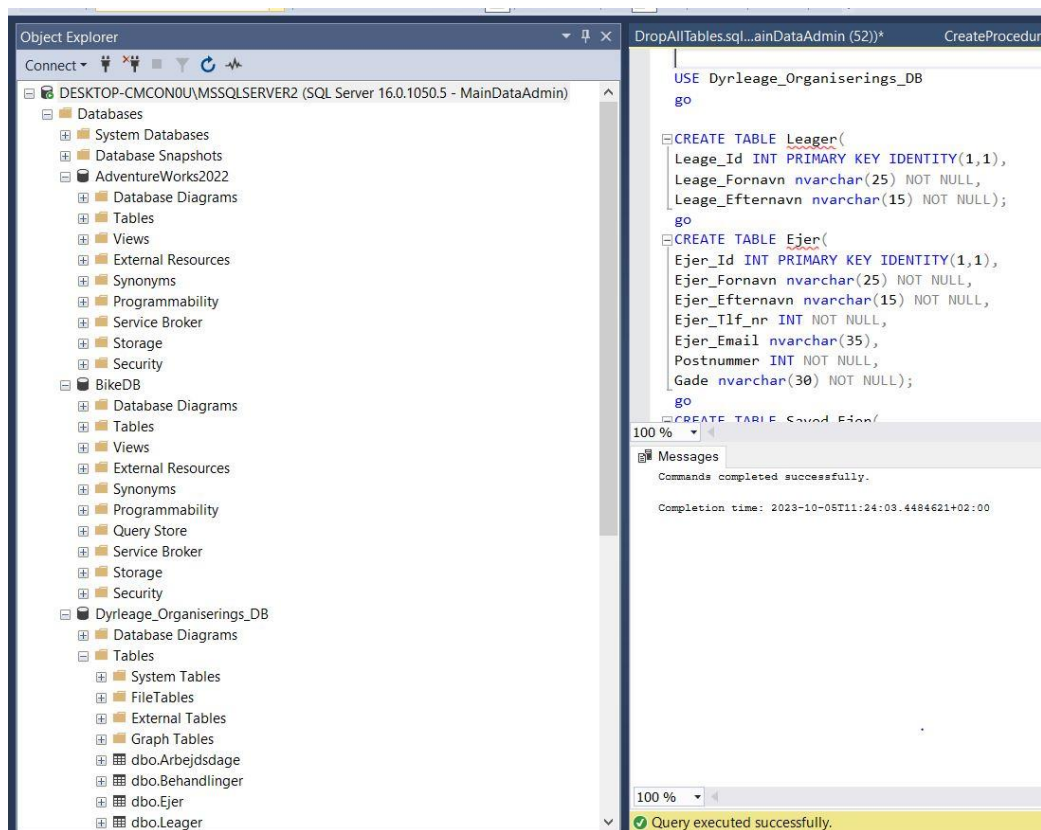 Object Explorer
Connect
DESKTOP-CMCON0U\MSSQLSERVER2 (SQL Server 16.0.1050.5 - MainDataAdmin)
Databases
System Databases
Database Snapshots
AdventureWorks2022
Database Diagrams
Tables
Views
External Resources
Synonyms
Programmability
Service Broker
Storage
Security
BikeDB
Database Diagrams
Tables
Views
External Resources
Synonyms
Programmability
Query Store
Service Broker
Storage
Security
Dyrleage_Organiserings_DB
Database Diagrams
Tables
System Tables
FileTables
External Tables
Graph Tables
dbo.Arbejdsdage
dbo.Behandlinger
dbo.Ejer
dbo.Leager
DropAllTables.sql...ainDataAdmin (52))* CreateProcedur
USE Dyrleage_Organiserings_DB
go
CREATE TABLE Leager(
Leage_Id INT PRIMARY KEY IDENTITY(1,1),
Leage_Fornavn nvarchar(25) NOT NULL,
Leage_Efternavn nvarchar(15) NOT NULL);
go
CREATE TABLE Ejer(
Ejer_Id INT PRIMARY KEY IDENTITY(1,1),
Ejer_Fornavn nvarchar(25) NOT NULL,
Ejer_Efternavn nvarchar(15) NOT NULL,
Ejer_Tlf_nr INT NOT NULL,
Ejer_Email nvarchar(35),
Postnummer INT NOT NULL,
Gade nvarchar(30) NOT NULL);
go
CREATE TABLE Saved_Ejer(
100 %
Messages
Commands completed successfully.
Completion time: 2023-10-05T11:24:03.4484621+02:00
100 %
Query executed successfully.